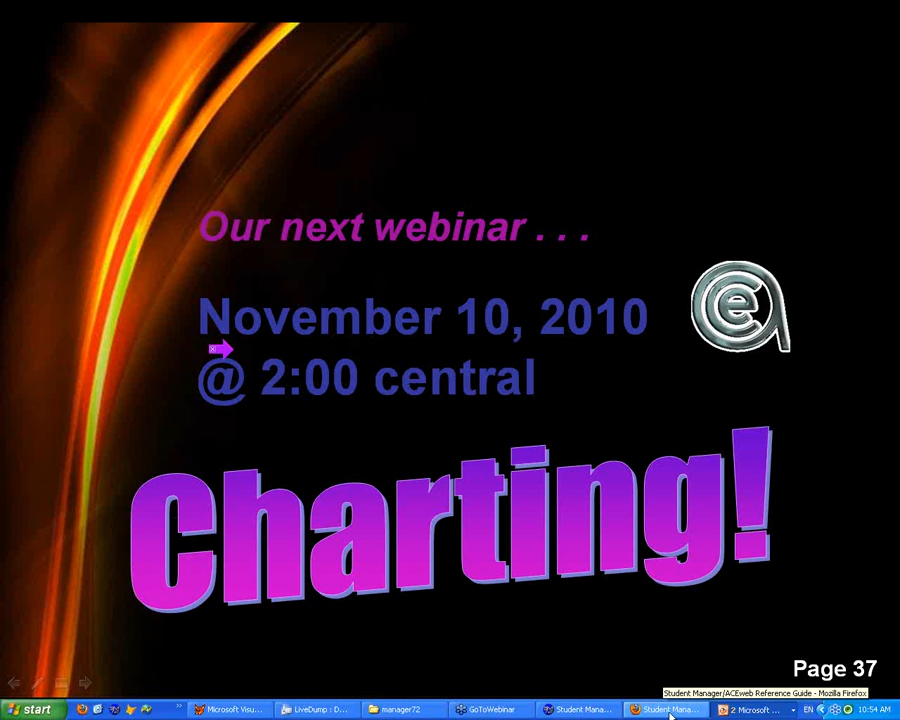 Our next webinar . . .
November 10, 2010
@ 2:00 central
Charting!
Page 37
Student Manager/ACEweb Reference Guide - Mozilla Firefox
start
Microsoft Visu...
LiveDump : D...
manager72
GoToWebinar
Student Mana...
Student Mana...
2 Microsoft ...
EN
10:54 AM